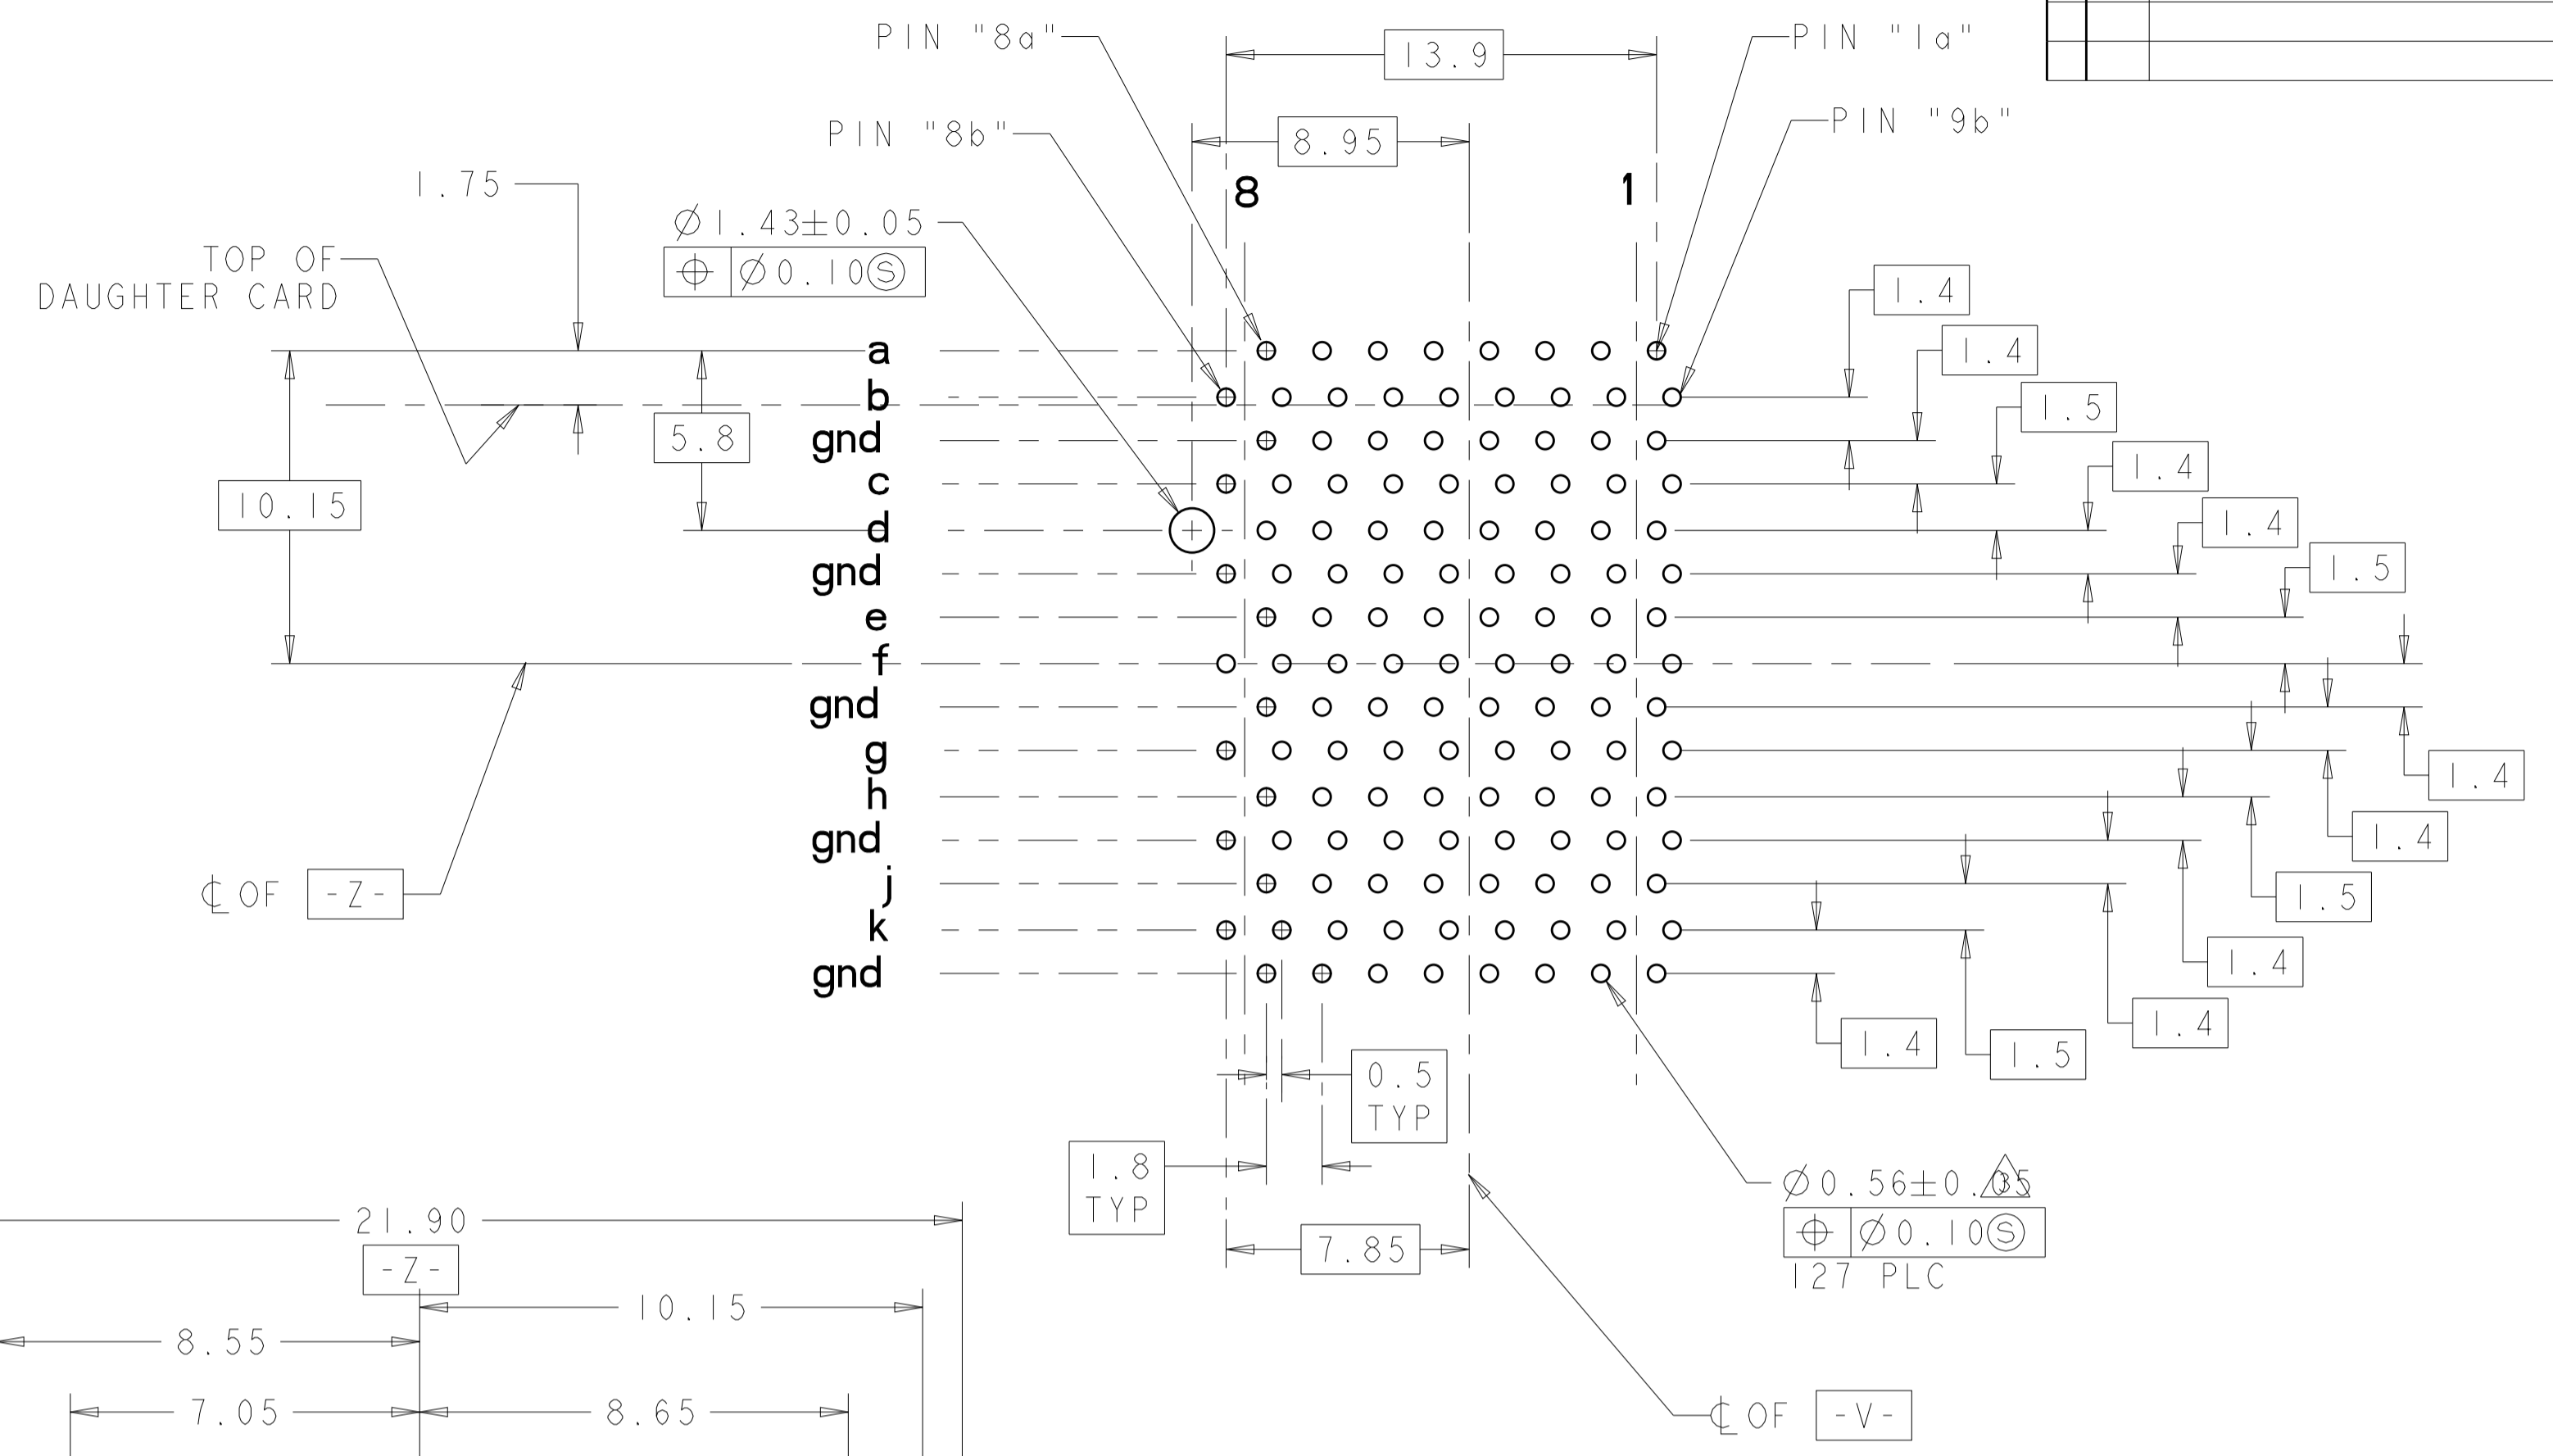 PIN "8a"
13.9
PIN "1a"
PIN "8b"
8.95
PIN "9b"
1.75
8
1
Ø1.43±0.05
⌖ Ø0.10Ⓢ
TOP OF
DAUGHTER CARD
1.4
1.4
1.5
1.4
1.4
1.5
a
b
gnd
c
d
gnd
e
f
gnd
g
h
gnd
j
k
gnd
5.8
10.15
℄ OF -Z-
1.4
1.4
1.5
1.4
1.4
1.5
1.4
0.5
TYP
1.8
TYP
7.85
Ø0.56±0.
⌖ Ø0.10Ⓢ
127 PLC
℄ OF -V-
21.90
-Z-
10.15
8.55
7.05
8.65